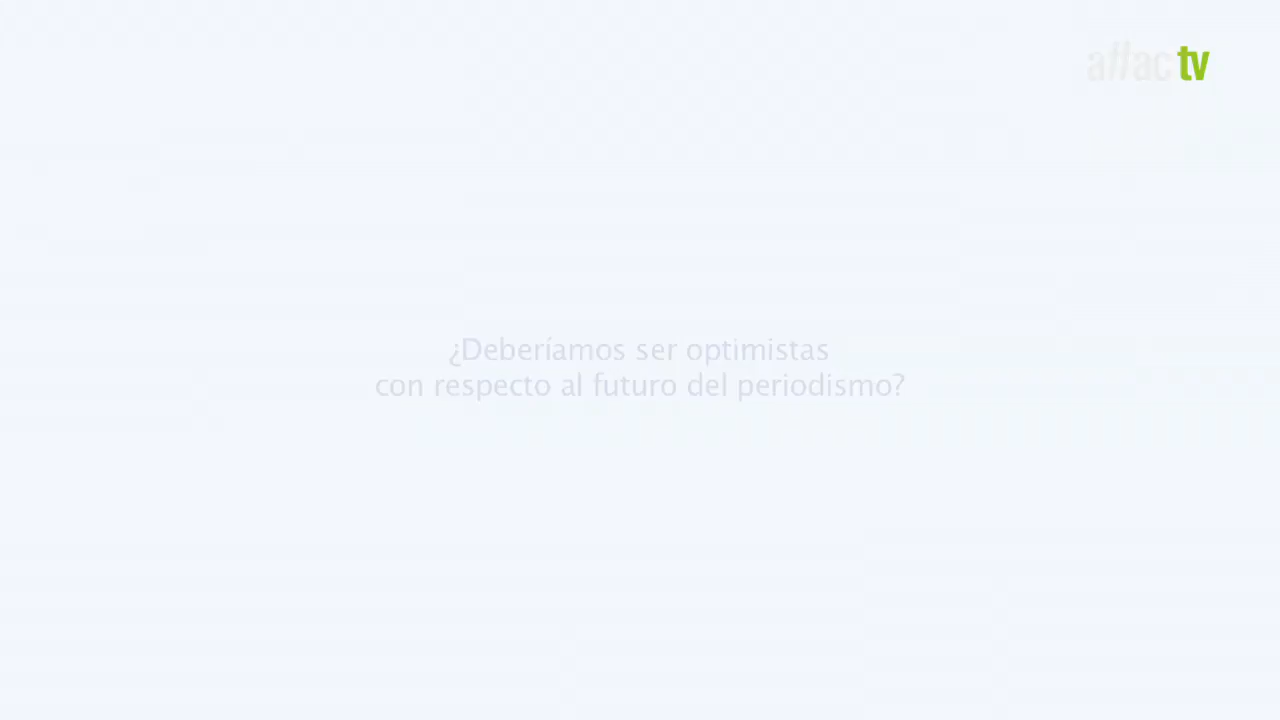 attac tv
¿Deberíamos ser optimistas
con respecto al futuro del periodismo?